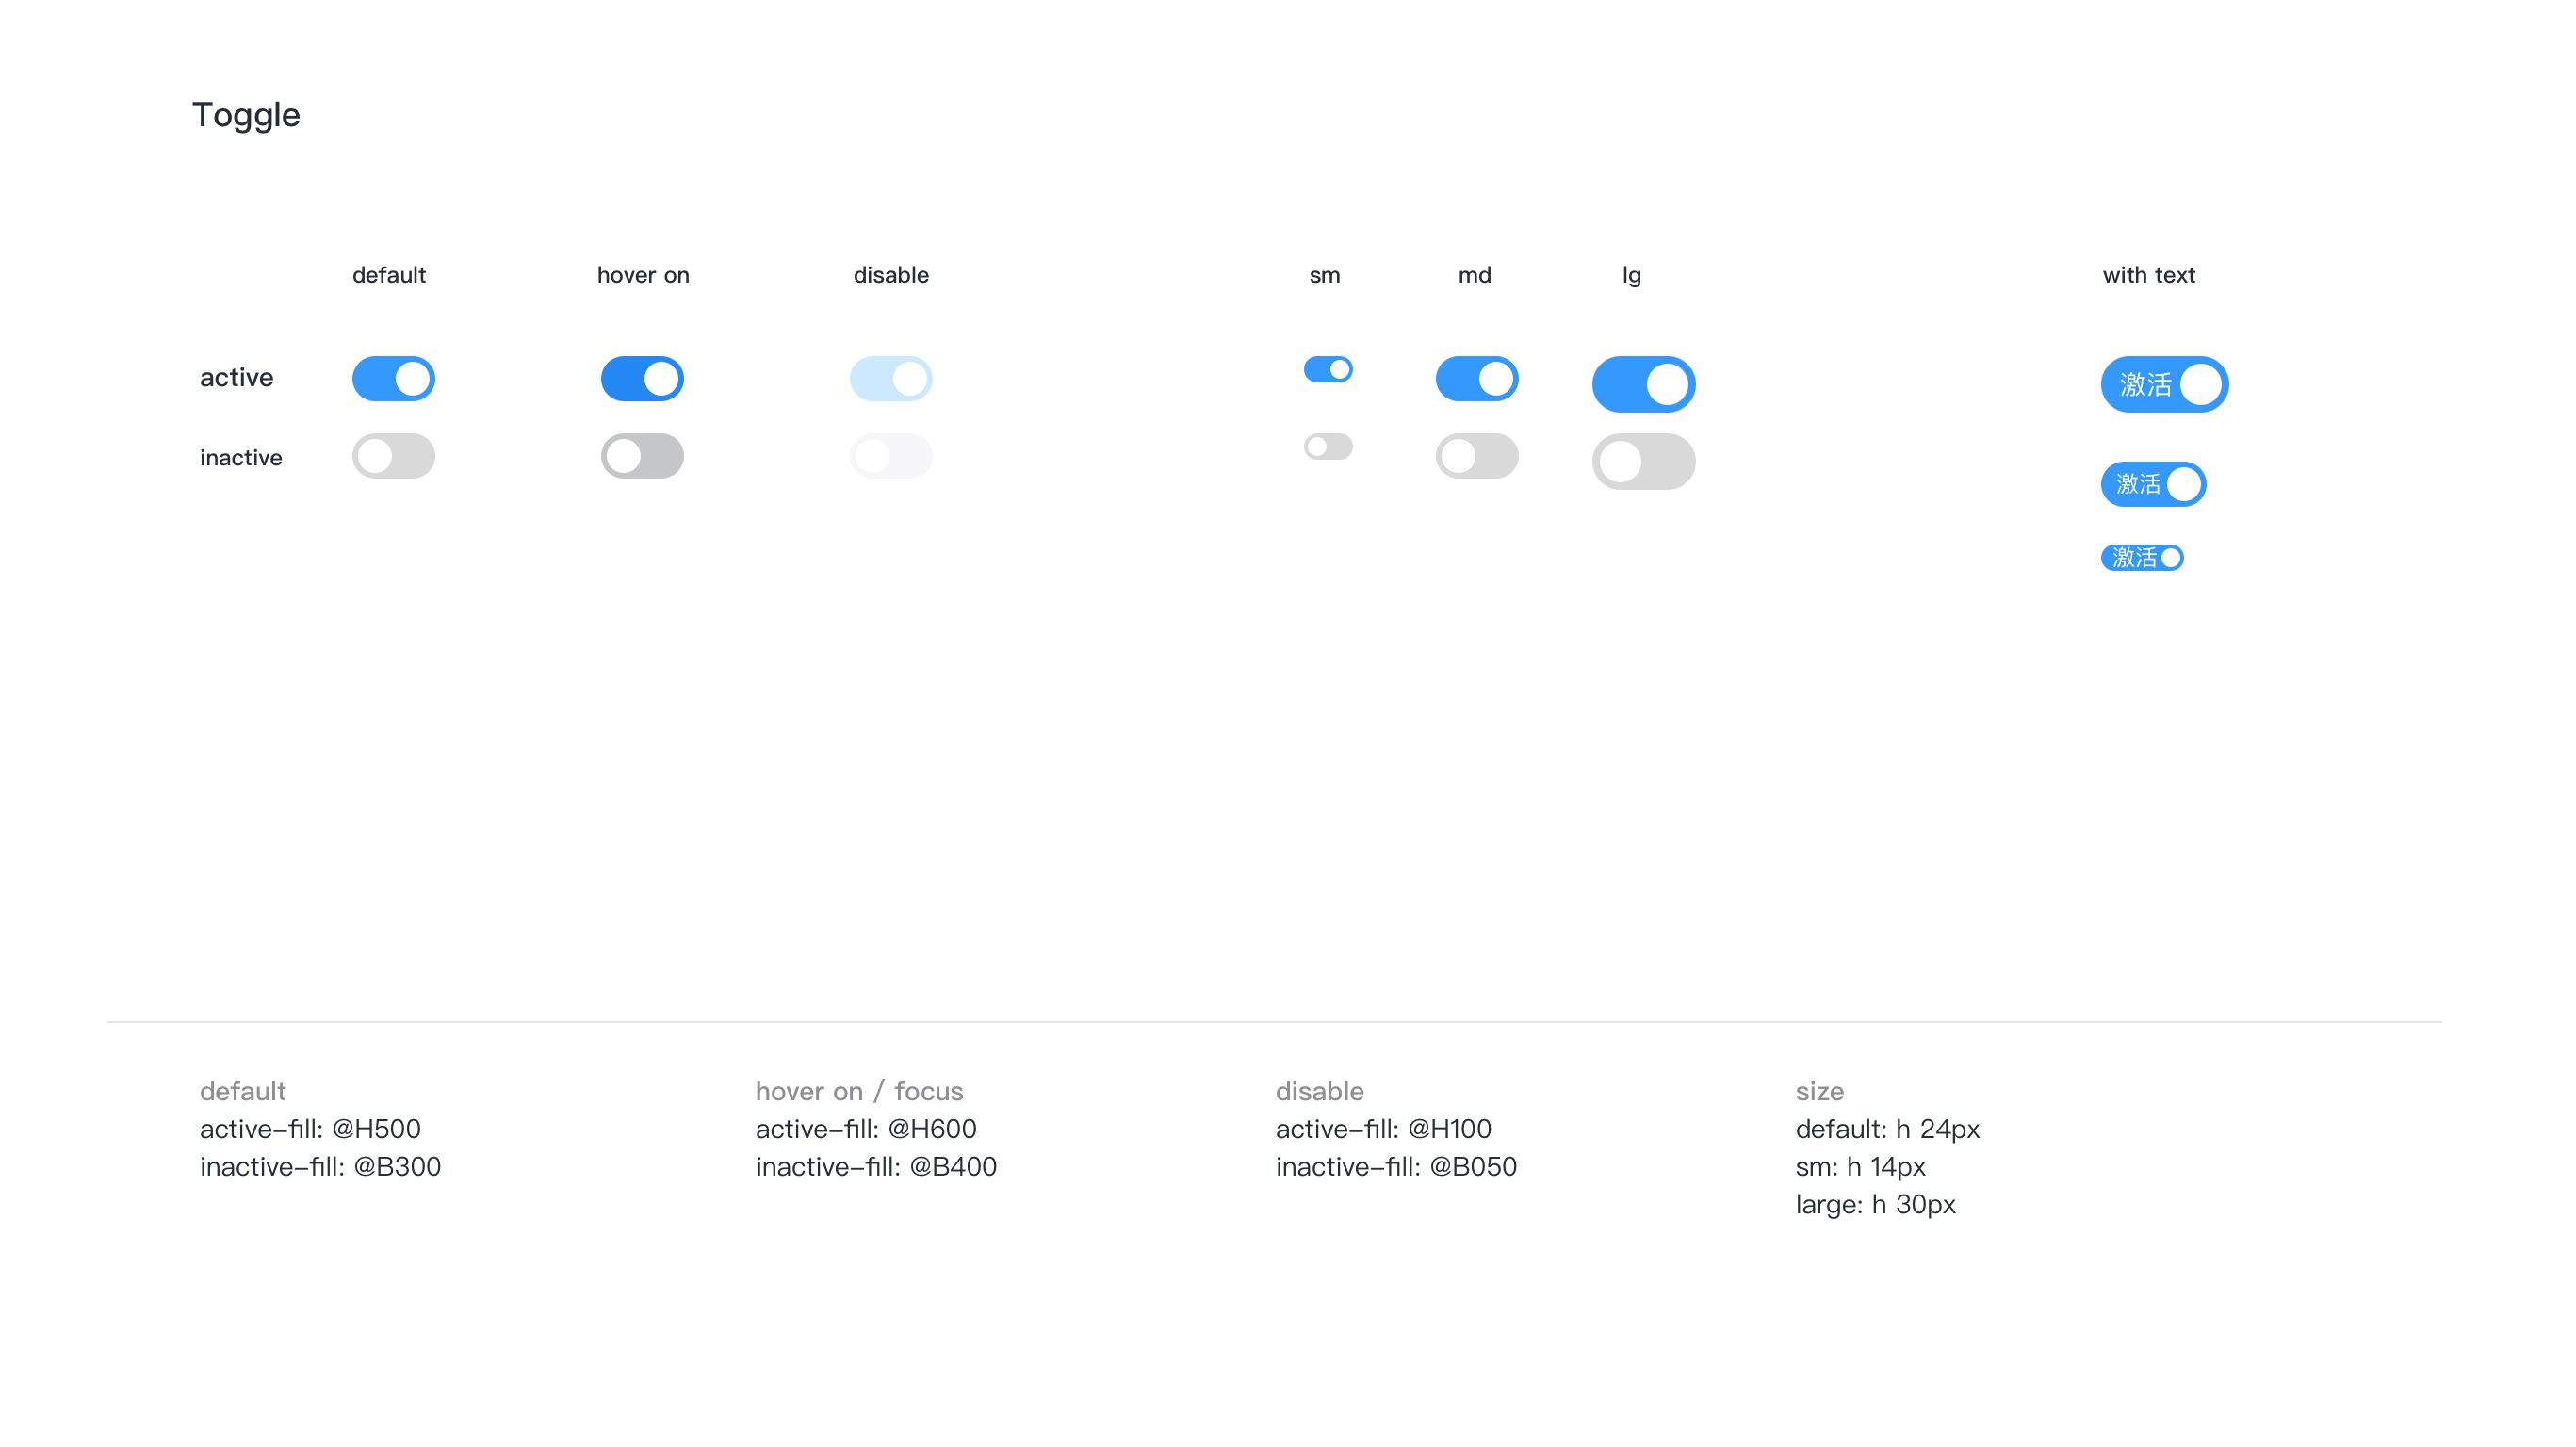 Toggle
default
hover on
disable
sm
md
lg
with text
active
激活
inactive
激活
激活
default
active-fill: @H500
inactive-fill: @B300
hover on / focus
active-fill: @H600
inactive-fill: @B400
disable
active-fill: @H100
inactive-fill: @B050
size
default: h 24px
sm: h 14px
large: h 30px